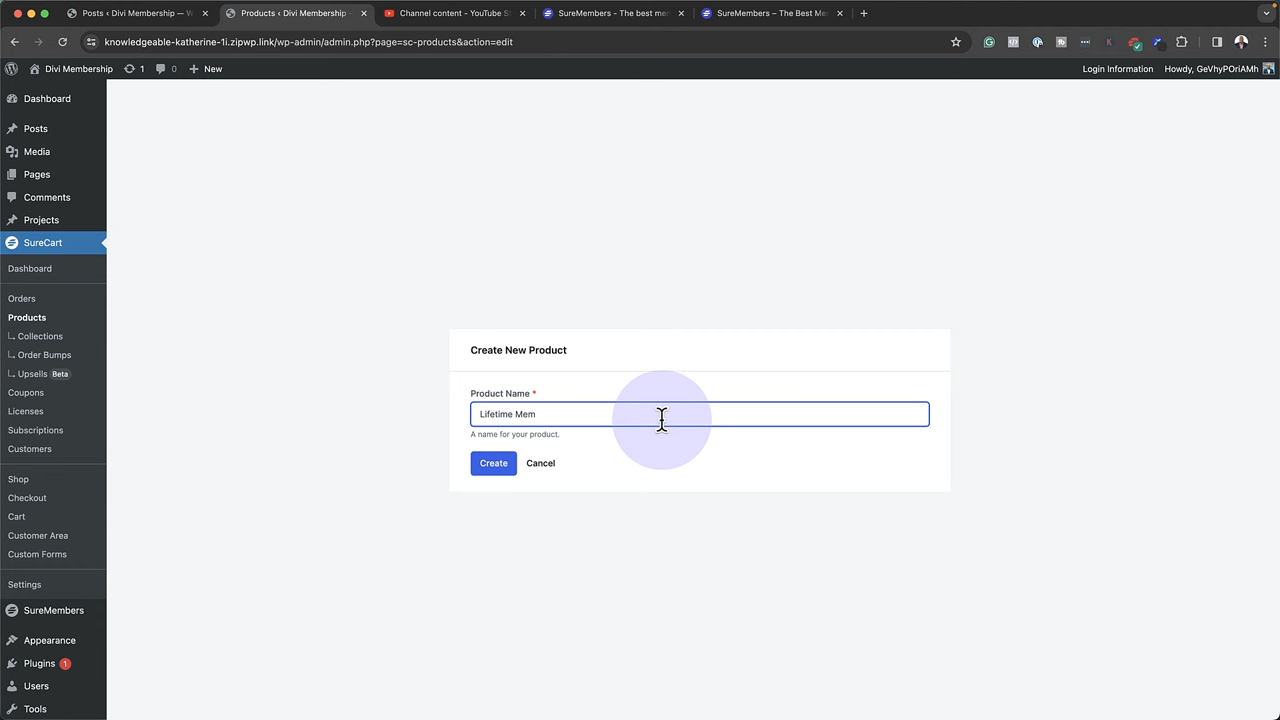 Posts ‹ Divi Membership — W
Products ‹ Divi Membership
Channel content - YouTube S
SureMembers - The best me
SureMembers – The Best Me
knowledgeable-katherine-1i.zipwp.link/wp-admin/admin.php?page=sc-products&action=edit
Divi Membership
1
0
New
Login Information
Howdy, GeVhyPOriAMh
Dashboard
Posts
Media
Pages
Comments
Projects
SureCart
Dashboard
Orders
Products
Collections
Order Bumps
Upsells Beta
Coupons
Licenses
Subscriptions
Customers
Shop
Checkout
Cart
Customer Area
Custom Forms
Settings
SureMembers
Appearance
Plugins 1
Users
Tools
Create New Product
Product Name *
Lifetime Mem
A name for your product.
Create Cancel